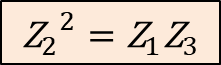 Z₂² = Z₁Z₃